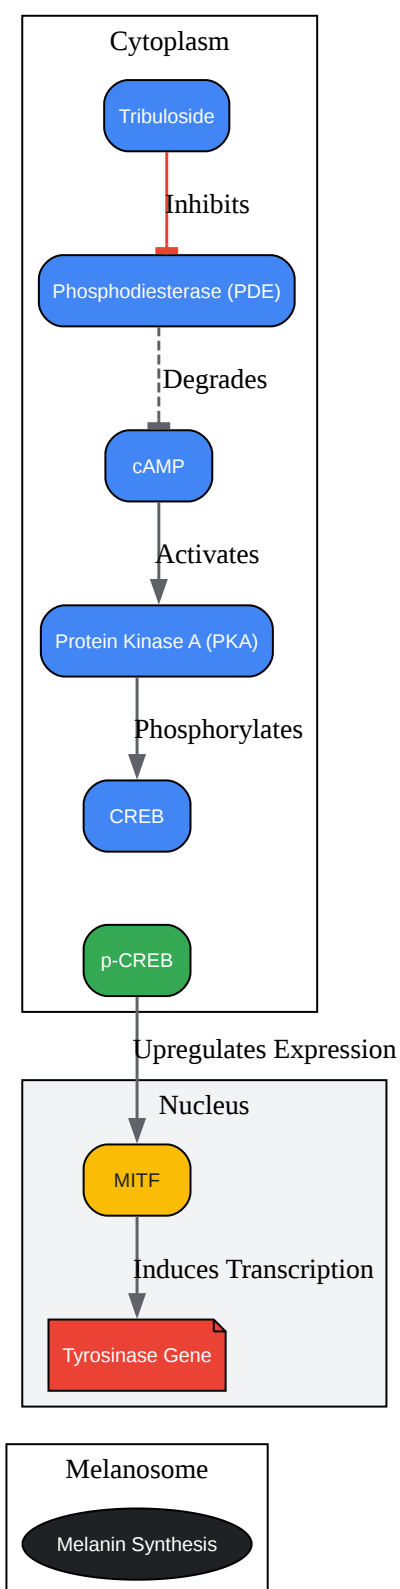 Cytoplasm
Tribuloside
Inhibits
Phosphodiesterase (PDE)
Degrades
cAMP
Activates
Protein Kinase A (PKA)
Phosphorylates
CREB
p-CREB
Upregulates Expression
Nucleus
MITF
Induces Transcription
Tyrosinase Gene
Melanosome
Melanin Synthesis